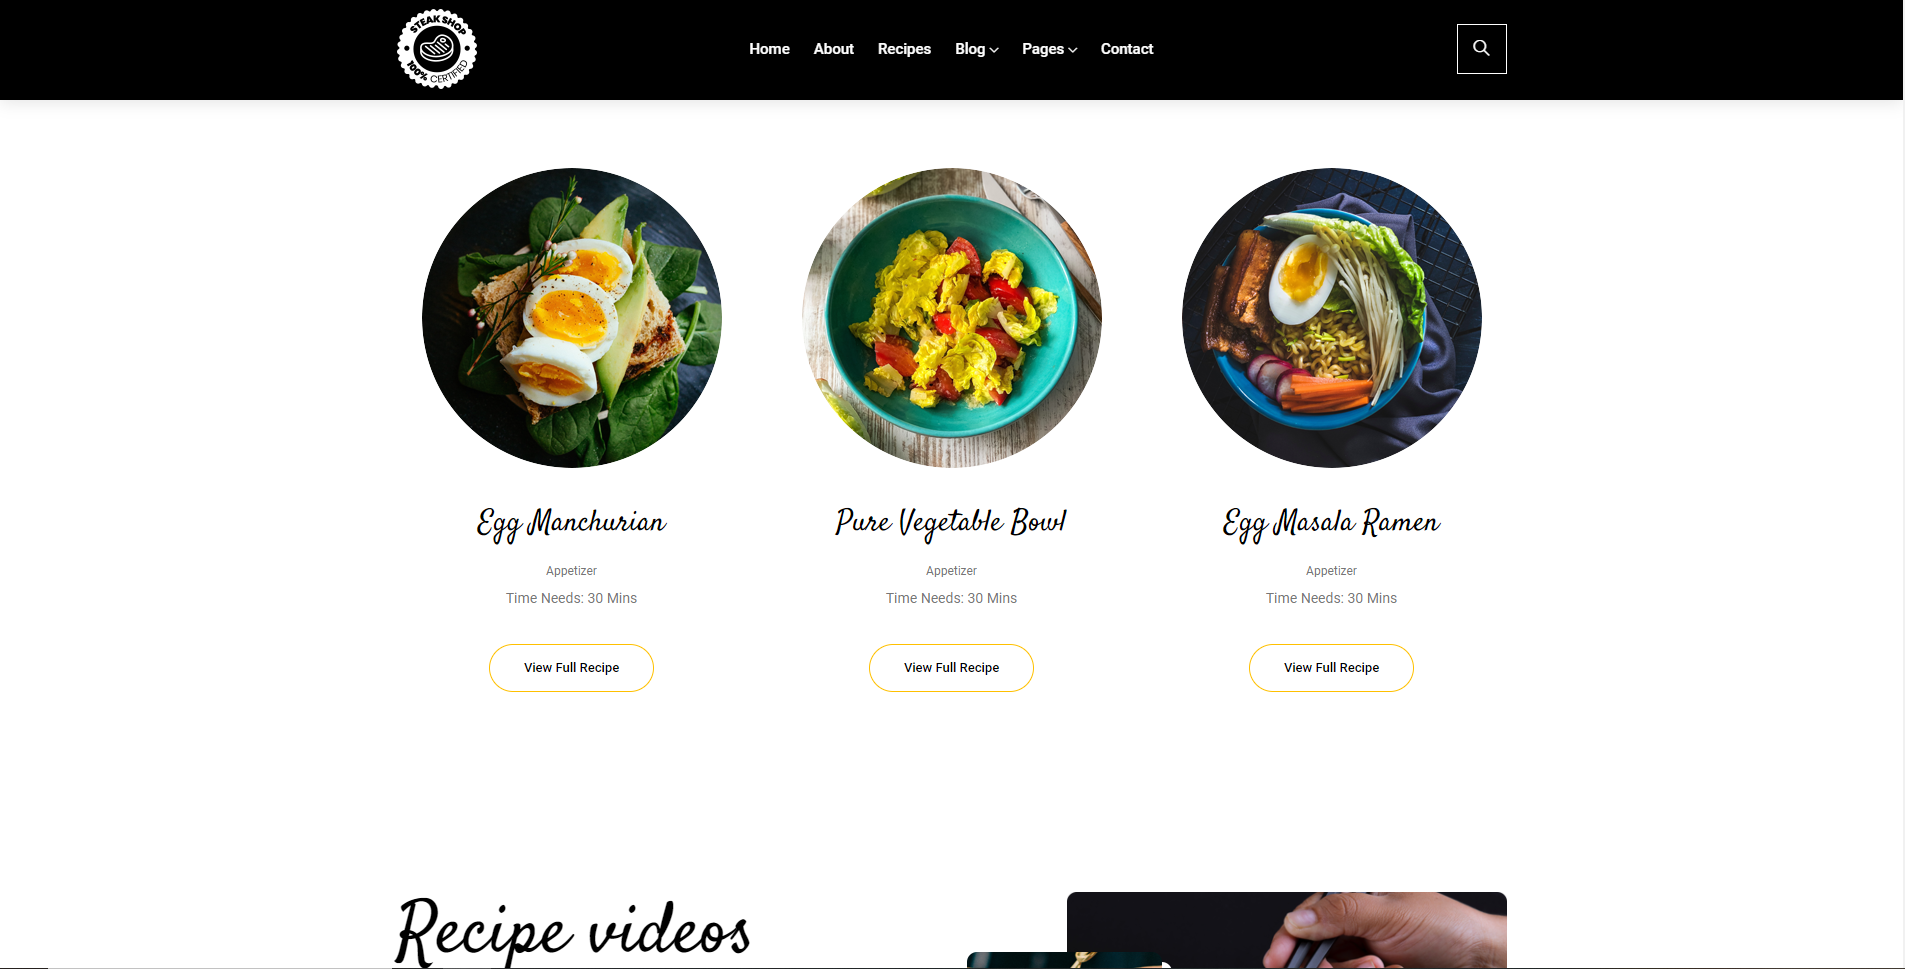 STEAK SHOP
100% CERTIFIED
Home About Recipes Blog Pages Contact
Egg Manchurian
Appetizer
Time Needs: 30 Mins
View Full Recipe
Pure Vegetable Bowl
Appetizer
Time Needs: 30 Mins
View Full Recipe
Egg Masala Ramen
Appetizer
Time Needs: 30 Mins
View Full Recipe
Recipe videos